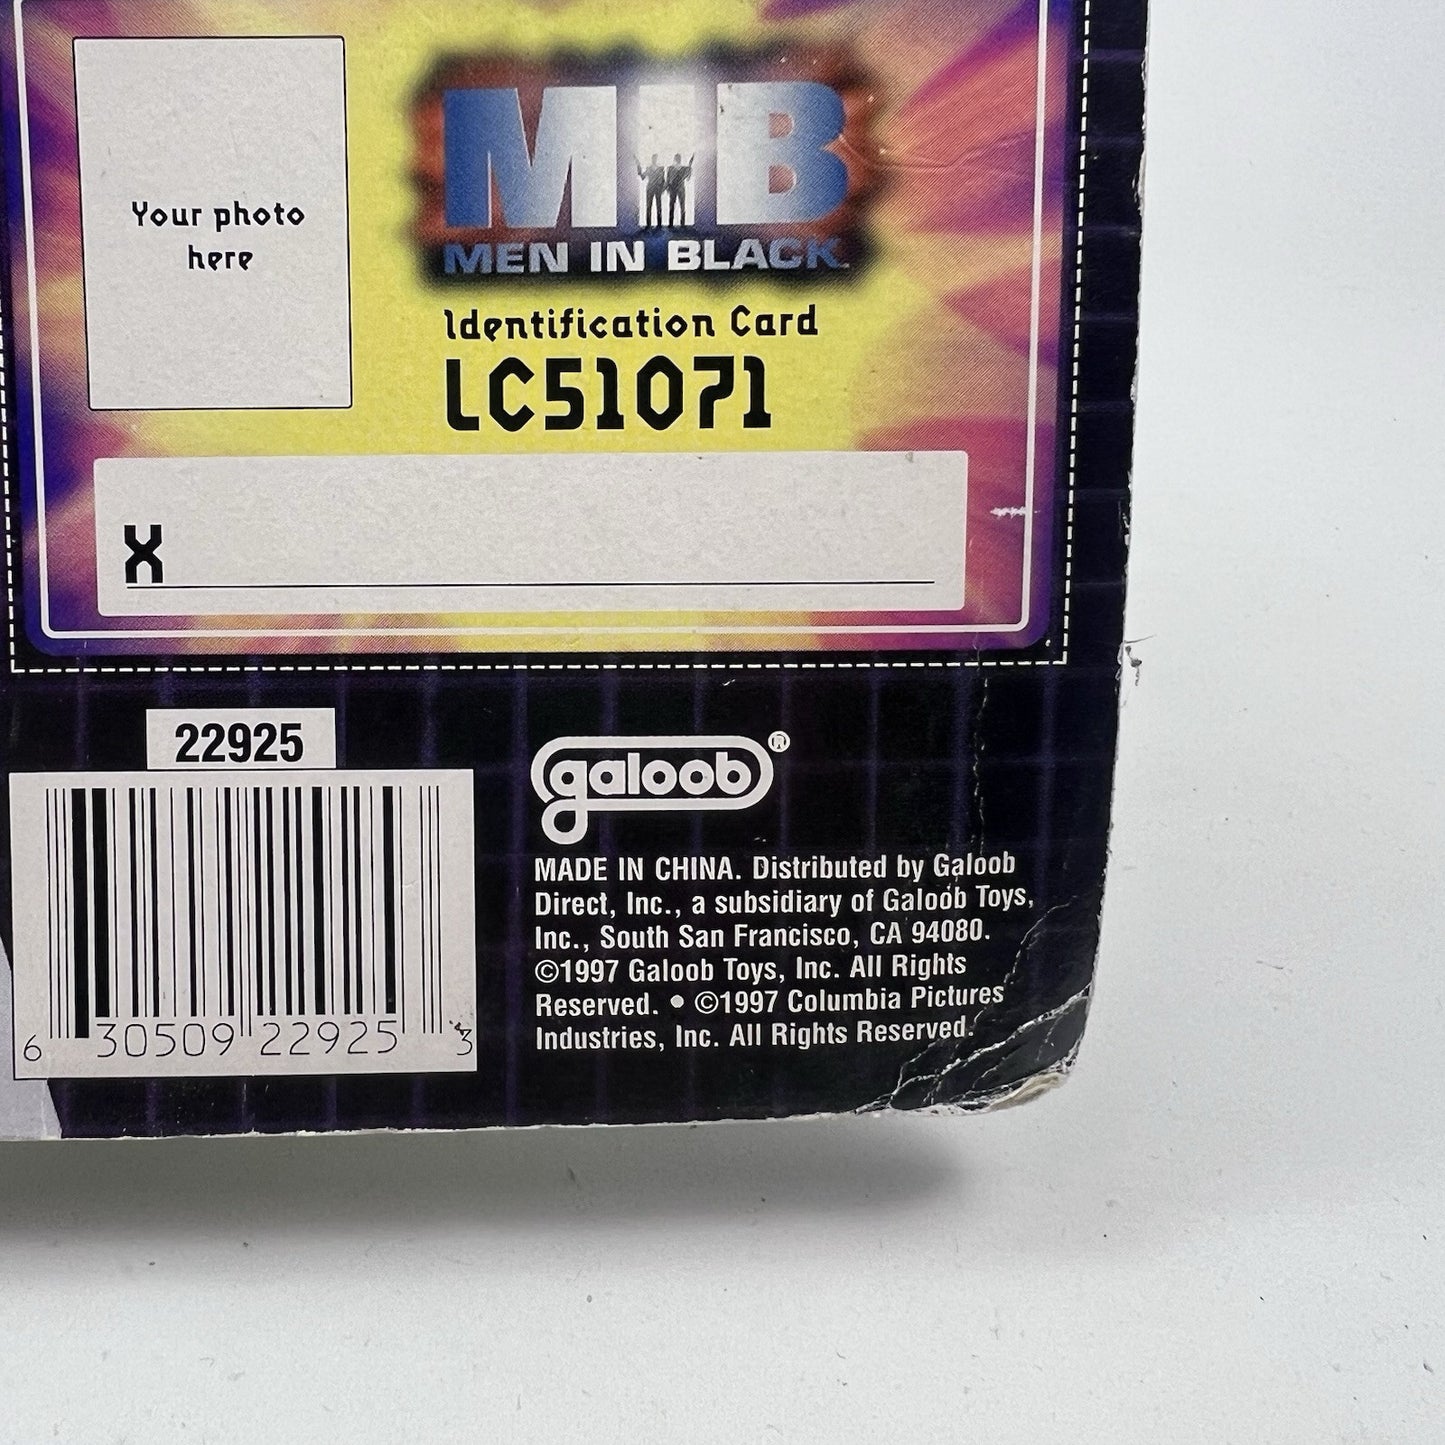 Your photo
here
MIB
MEN IN BLACK™
Identification Card
LC51071
X
22925
6 30509 22925 3
galoob®
MADE IN CHINA. Distributed by Galoob
Direct, Inc., a subsidiary of Galoob Toys,
Inc., South San Francisco, CA 94080.
©1997 Galoob Toys, Inc. All Rights
Reserved. • ©1997 Columbia Pictures
Industries, Inc. All Rights Reserved.